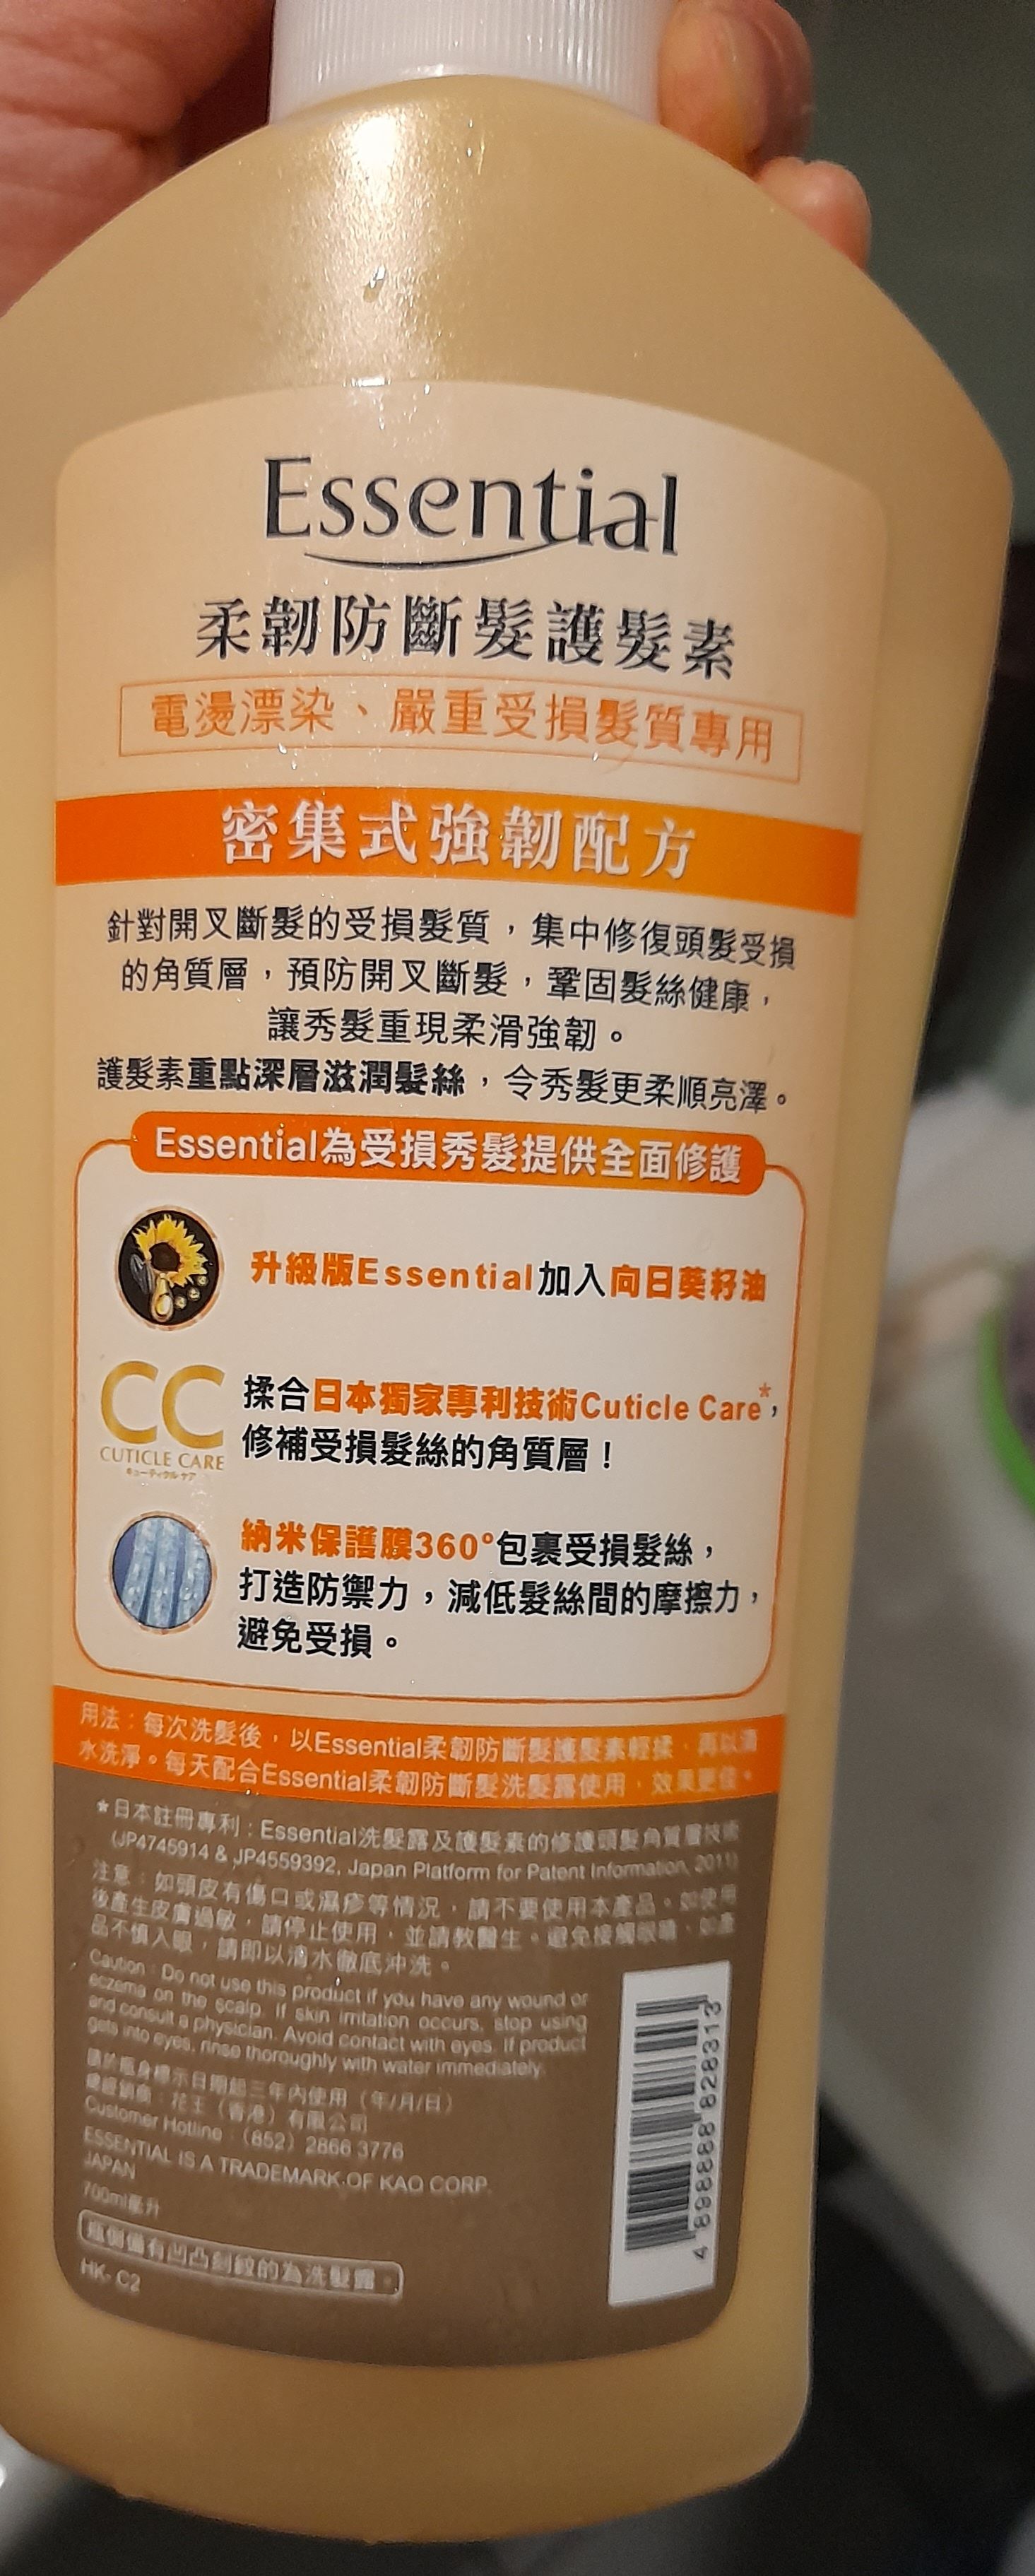 Essential
柔韌防斷髮護髮素
電燙漂染、嚴重受損髮質專用
密集式強韌配方
針對開叉斷髮的受損髮質，集中修復頭髮受損
的角質層，預防開叉斷髮，鞏固髮絲健康，
讓秀髮重現柔滑強韌。
護髮素重點深層滋潤髮絲，令秀髮更柔順亮澤。
Essential為受損秀髮提供全面修護
升級版Essential加入向日葵籽油
CC
CUTICLE CARE
キューティクル ケア
揉合日本獨家專利技術Cuticle Care*，
修補受損髮絲的角質層！
納米保護膜360°包裹受損髮絲，
打造防禦力，減低髮絲間的摩擦力，
避免受損。
用法：每次洗髮後，以Essential柔韌防斷髮護髮素輕揉，再以清
水洗淨。每天配合Essential柔韌防斷髮洗髮露使用，效果更佳。
*日本註冊專利：Essential洗髮露及護髮素的修護頭髮角質層技術
(JP4745914 & JP4559392, Japan Platform for Patent Information, 2011)
注意：如頭皮有傷口或濕疹等情況，請不要使用本產品。如使用
後產生皮膚過敏，請停止使用，並請教醫生。避免接觸眼睛，如產
品不慎入眼，請即以清水徹底沖洗。
Caution : Do not use this product if you have any wound or
eczema on the scalp. If skin irritation occurs, stop using
and consult a physician. Avoid contact with eyes. If product
gets into eyes, rinse thoroughly with water immediately.
請於瓶身標示日期起三年內使用（年/月/日）
總經銷商：花王（香港）有限公司
Customer Hotline :（852）2866 3776
ESSENTIAL IS A TRADEMARK OF KAO CORP.
JAPAN
700ml毫升
瓶側備有凹凸刻紋的為洗髮露。
HK- C2
4 898888 828313